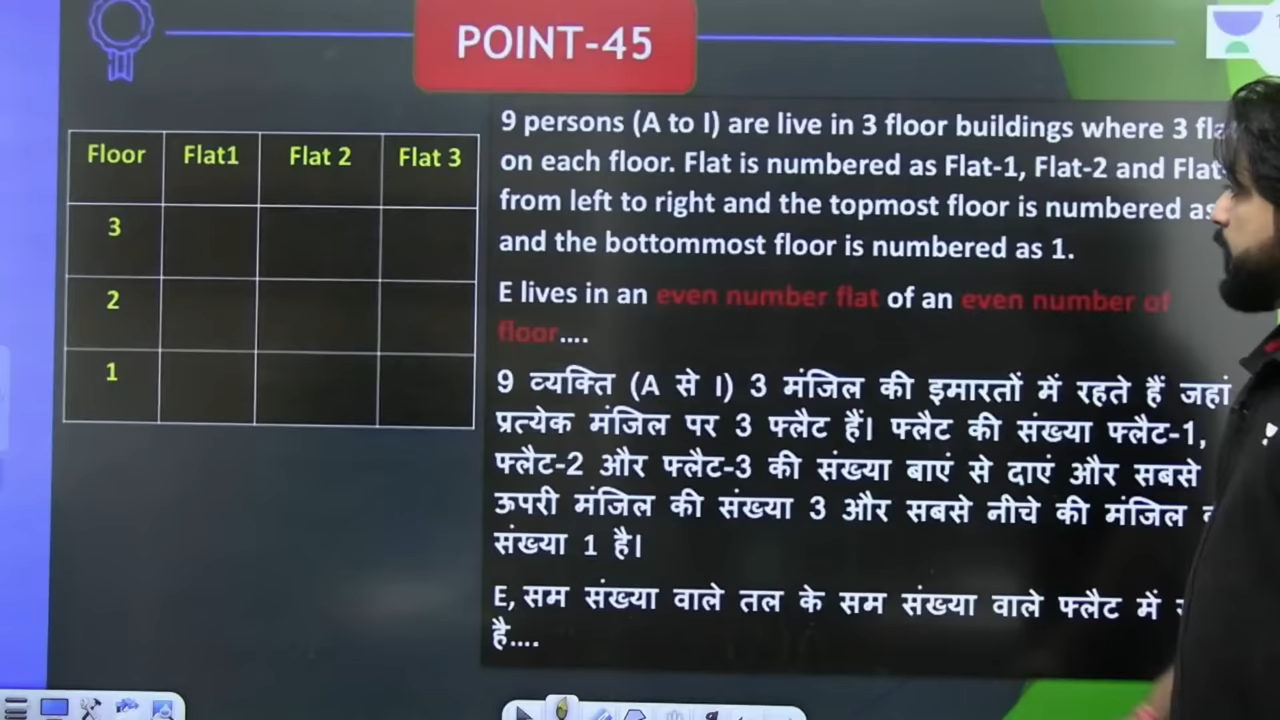 POINT-45
Floor Flat1 Flat 2 Flat 3
3
2
1
9 persons (A to I) are live in 3 floor buildings where 3
on each floor. Flat is numbered as Flat-1, Flat-2 and Flat-
from left to right and the topmost floor is numbered as
and the bottommost floor is numbered as 1.
E lives in an even number flat of an even number of
floor....
9 व्यक्ति (A से I) 3 मंजिल की इमारतों में रहते हैं जहां
प्रत्येक मंजिल पर 3 फ्लैट हैं। फ्लैट की संख्या फ्लैट-1,
फ्लैट-2 और फ्लैट-3 की संख्या बाएं से दाएं और सबसे
ऊपरी मंजिल की संख्या 3 और सबसे नीचे की मंजिल
संख्या 1 है।
E, सम संख्या वाले तल के सम संख्या वाले फ्लैट में
है....